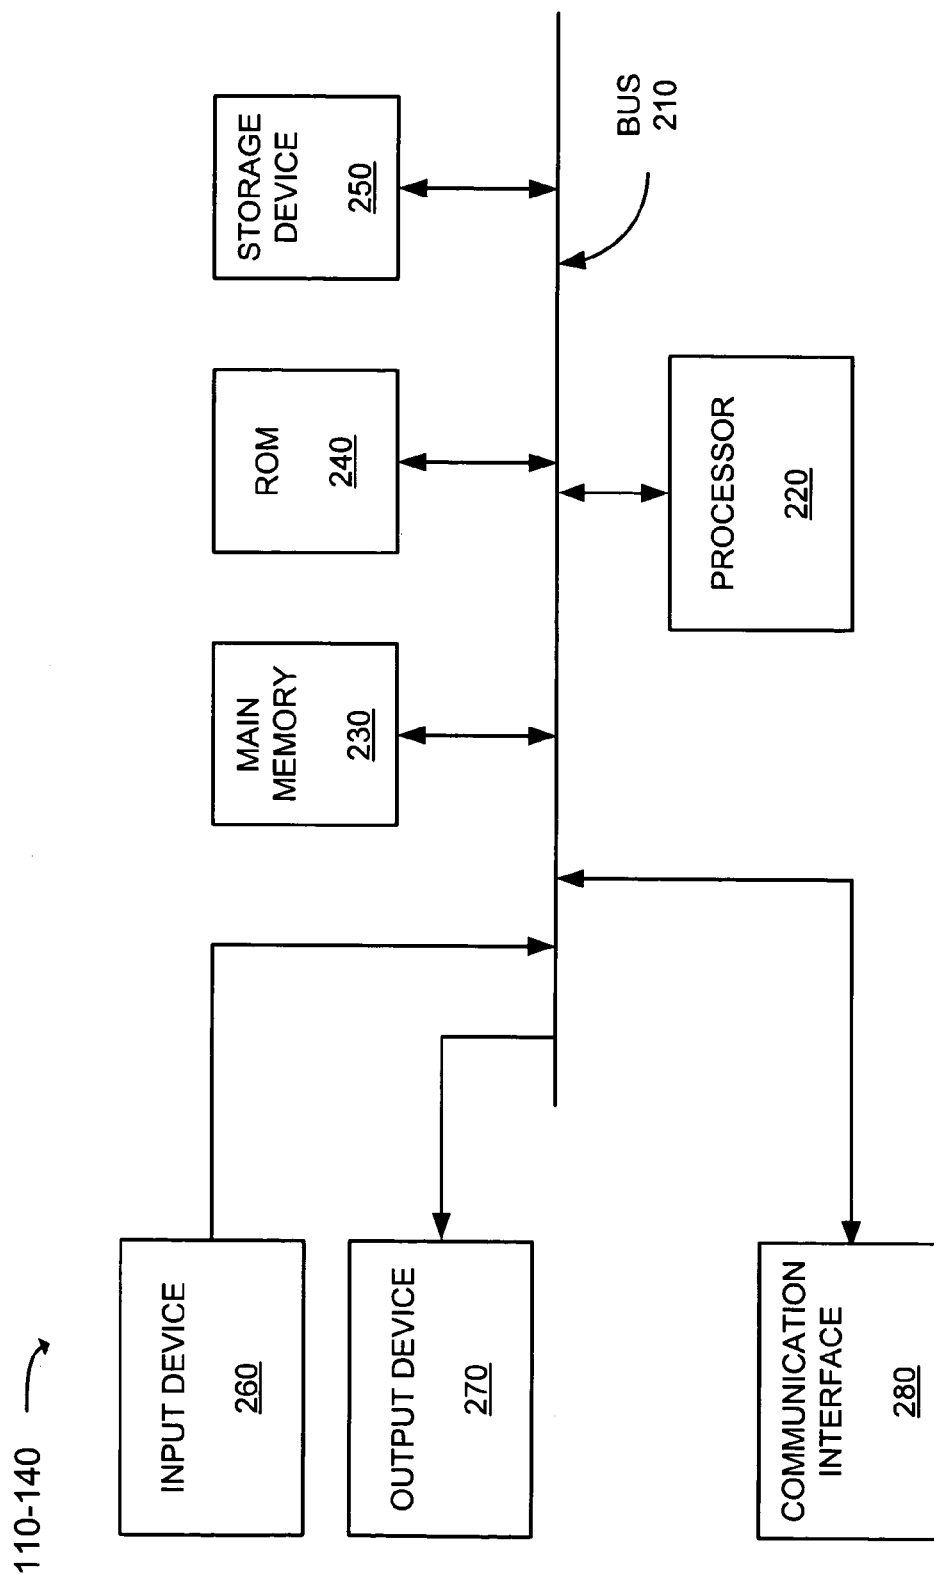 110-140
INPUT DEVICE
260
OUTPUT DEVICE
270
COMMUNICATION
INTERFACE
280
MAIN
MEMORY
230
ROM
240
STORAGE
DEVICE
250
PROCESSOR
220
BUS
210